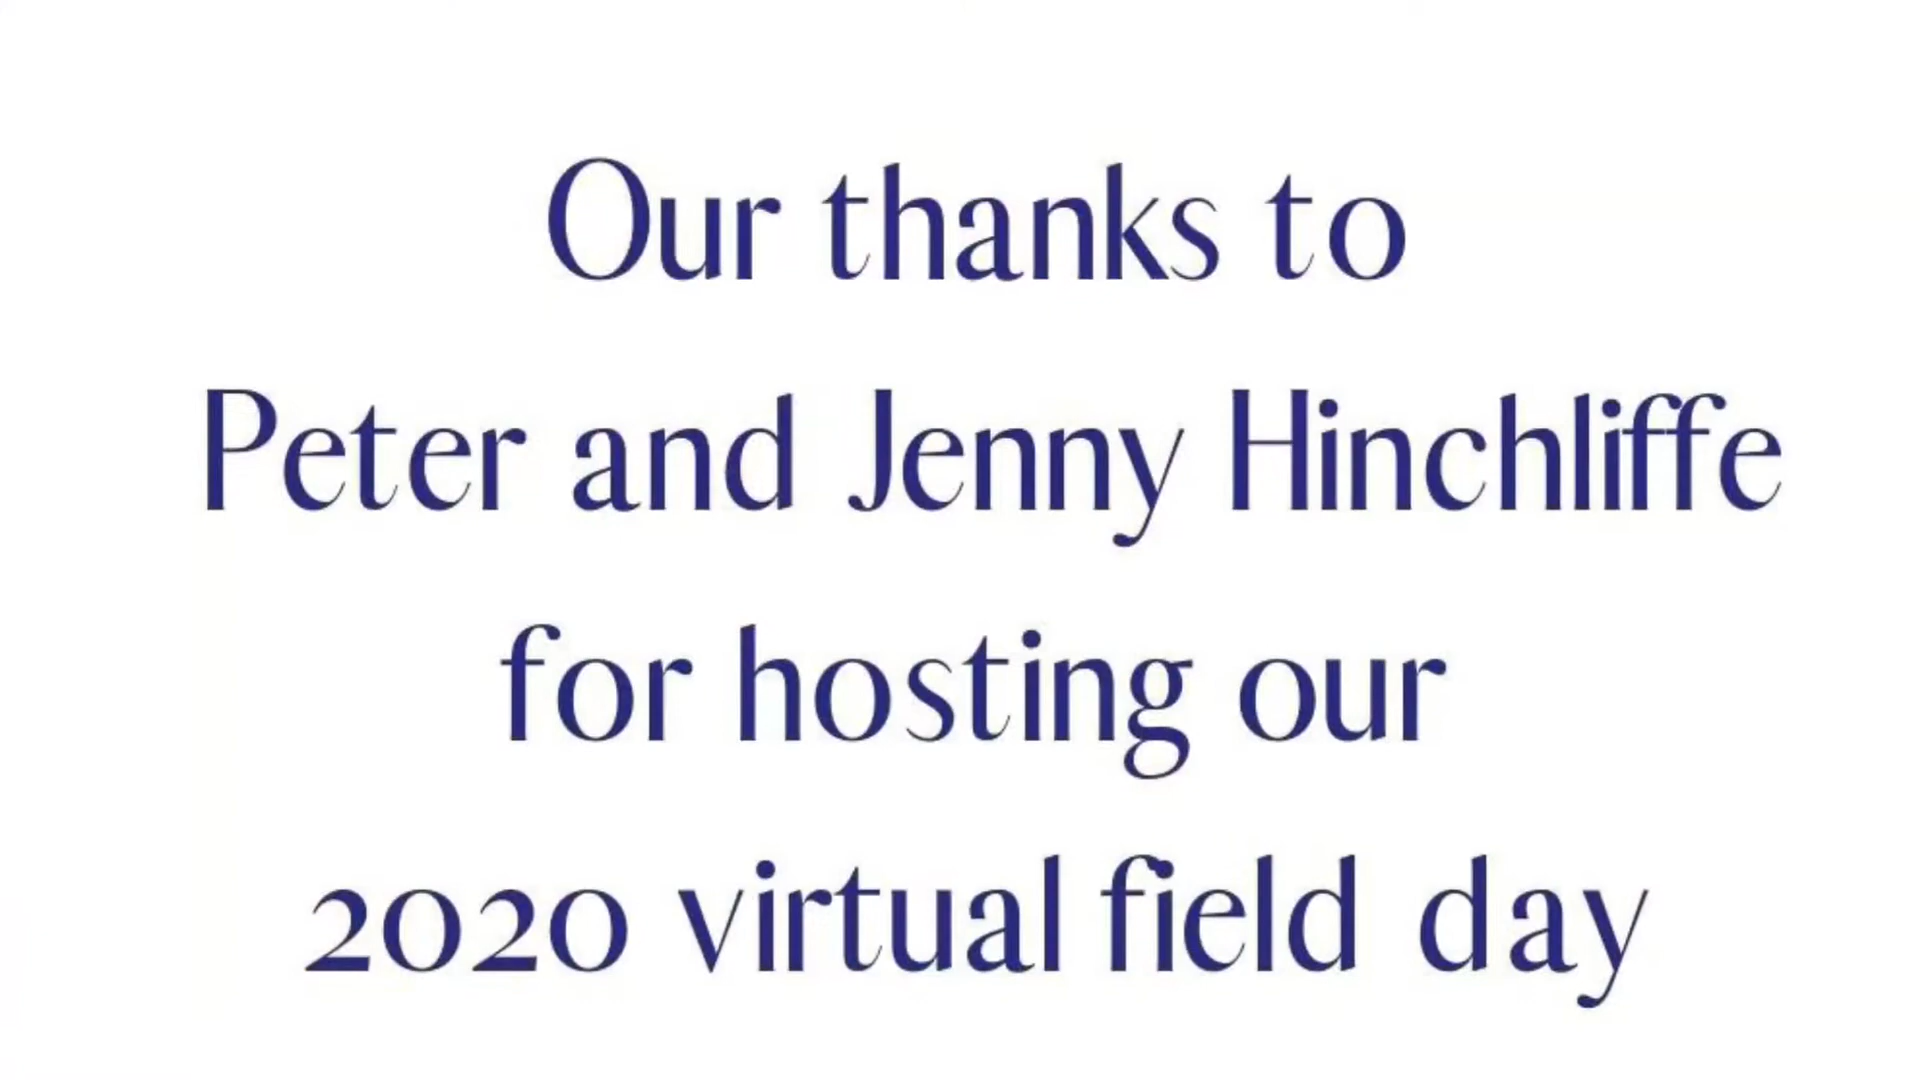 Our thanks to
Peter and Jenny Hinchliffe
for hosting our
2020 virtual field day